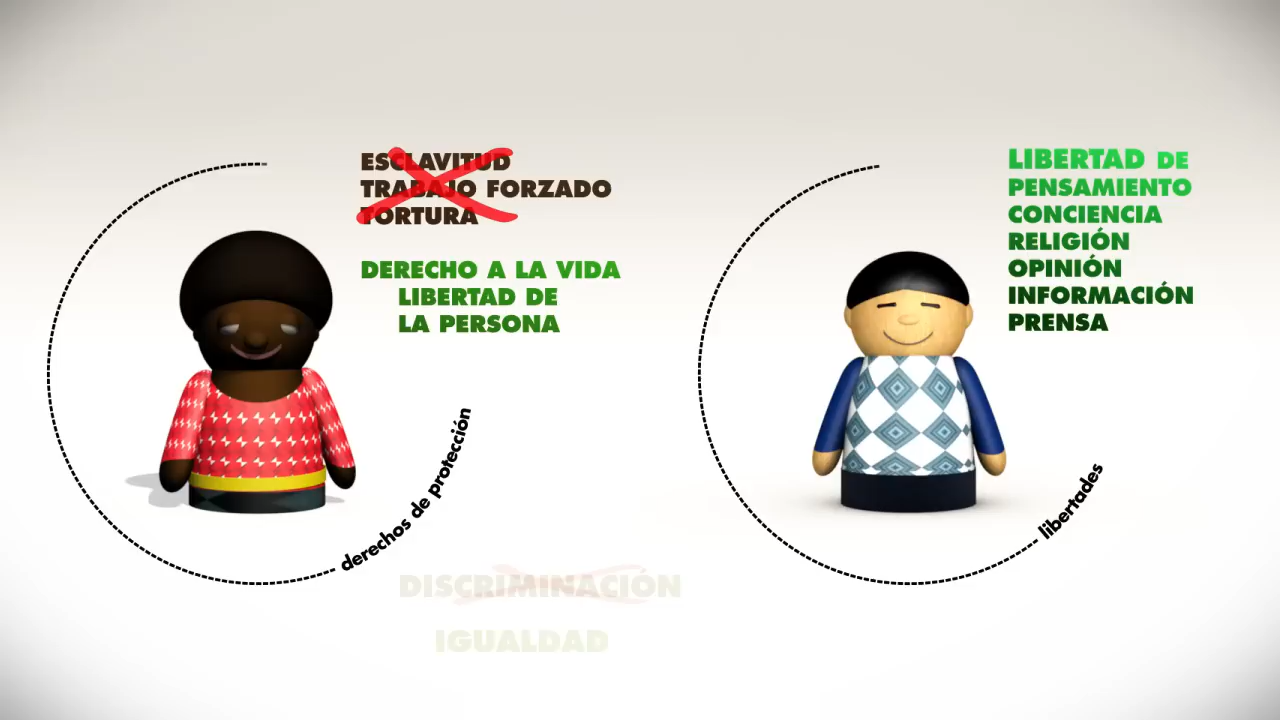 ESCLAVITUD
TRABAJO FORZADO
TORTURA
DERECHO A LA VIDA
LIBERTAD DE
LA PERSONA
derechos de protección
LIBERTAD DE
PENSAMIENTO
CONCIENCIA
RELIGIÓN
OPINIÓN
INFORMACIÓN
PRENSA
libertades
DISCRIMINACIÓN
IGUALDAD